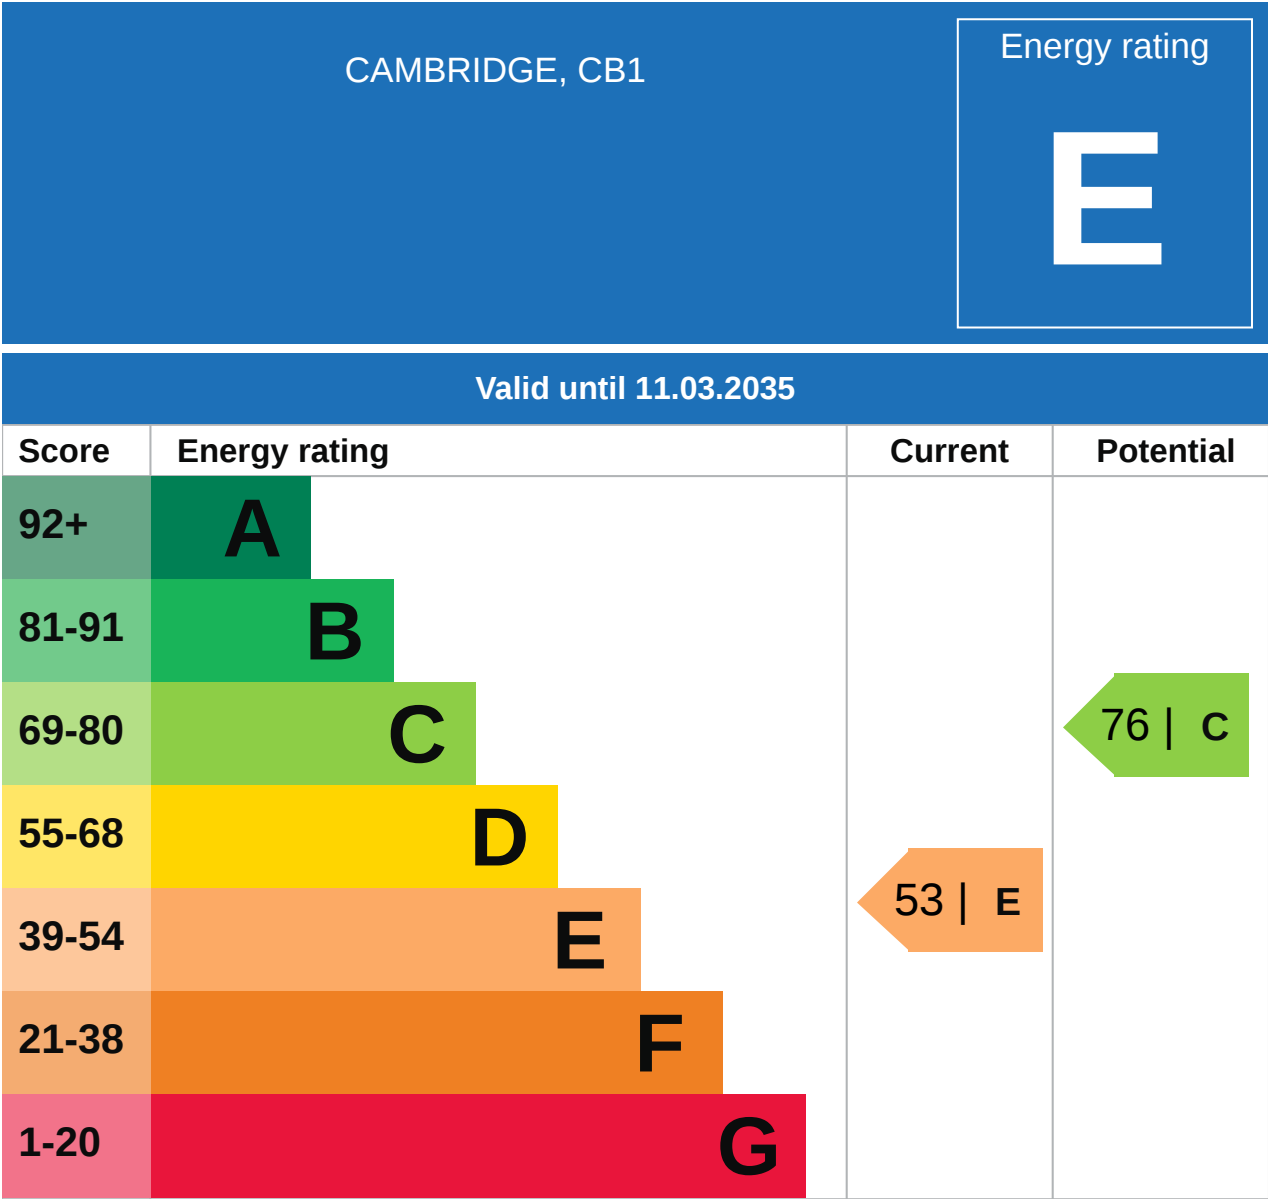 CAMBRIDGE, CB1
Energy rating
E
Valid until 11.03.2035
Score Energy rating Current Potential
92+ A
81-91 B
69-80 C 76 | C
55-68 D
39-54 E 53 | E
21-38 F
1-20 G